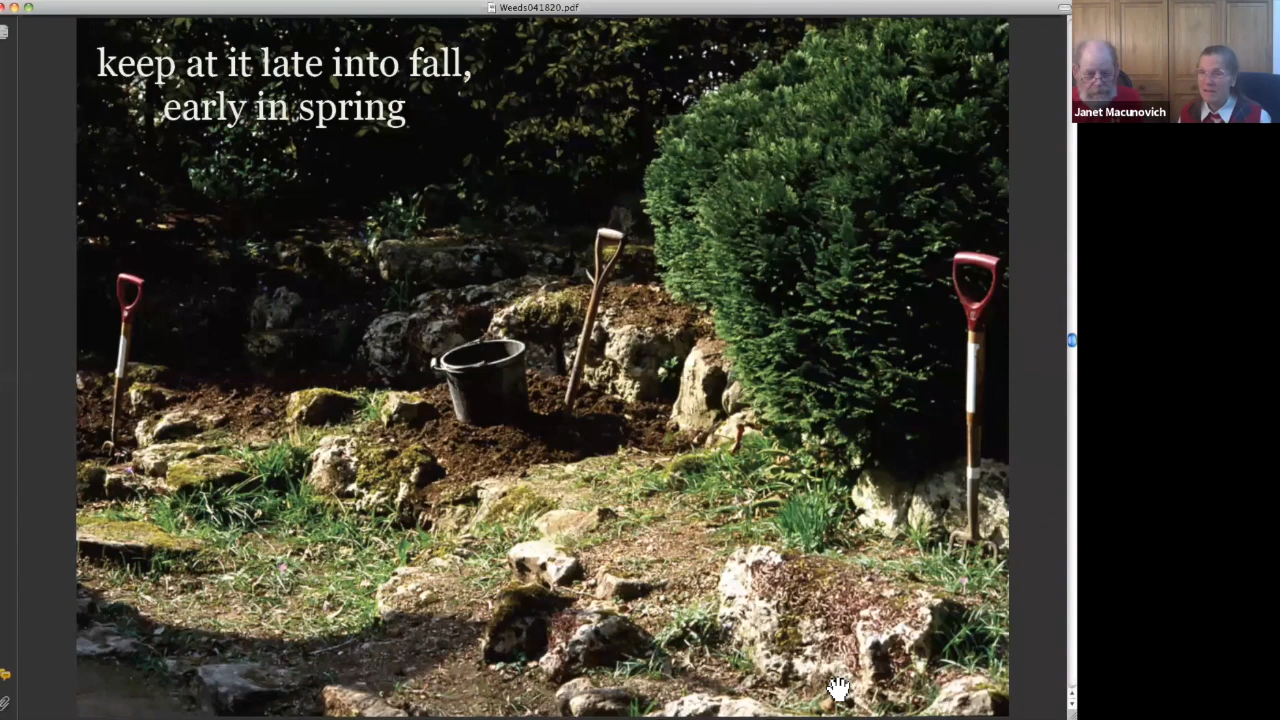 Weeds041820.pdf
keep at it late into fall,
early in spring
Janet Macunovich